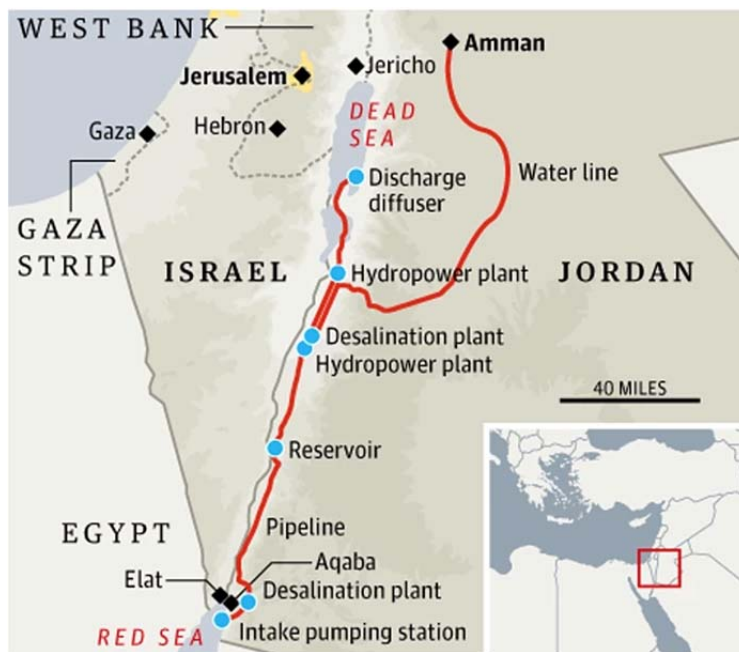 WEST BANK
Amman
Jerusalem
Jericho
DEAD
SEA
Gaza
Hebron
Water line
Discharge
diffuser
GAZA
STRIP
ISRAEL
Hydropower plant
JORDAN
Desalination plant
Hydropower plant
40 MILES
Reservoir
EGYPT
Pipeline
Elat
Aqaba
Desalination plant
RED SEA
Intake pumping station